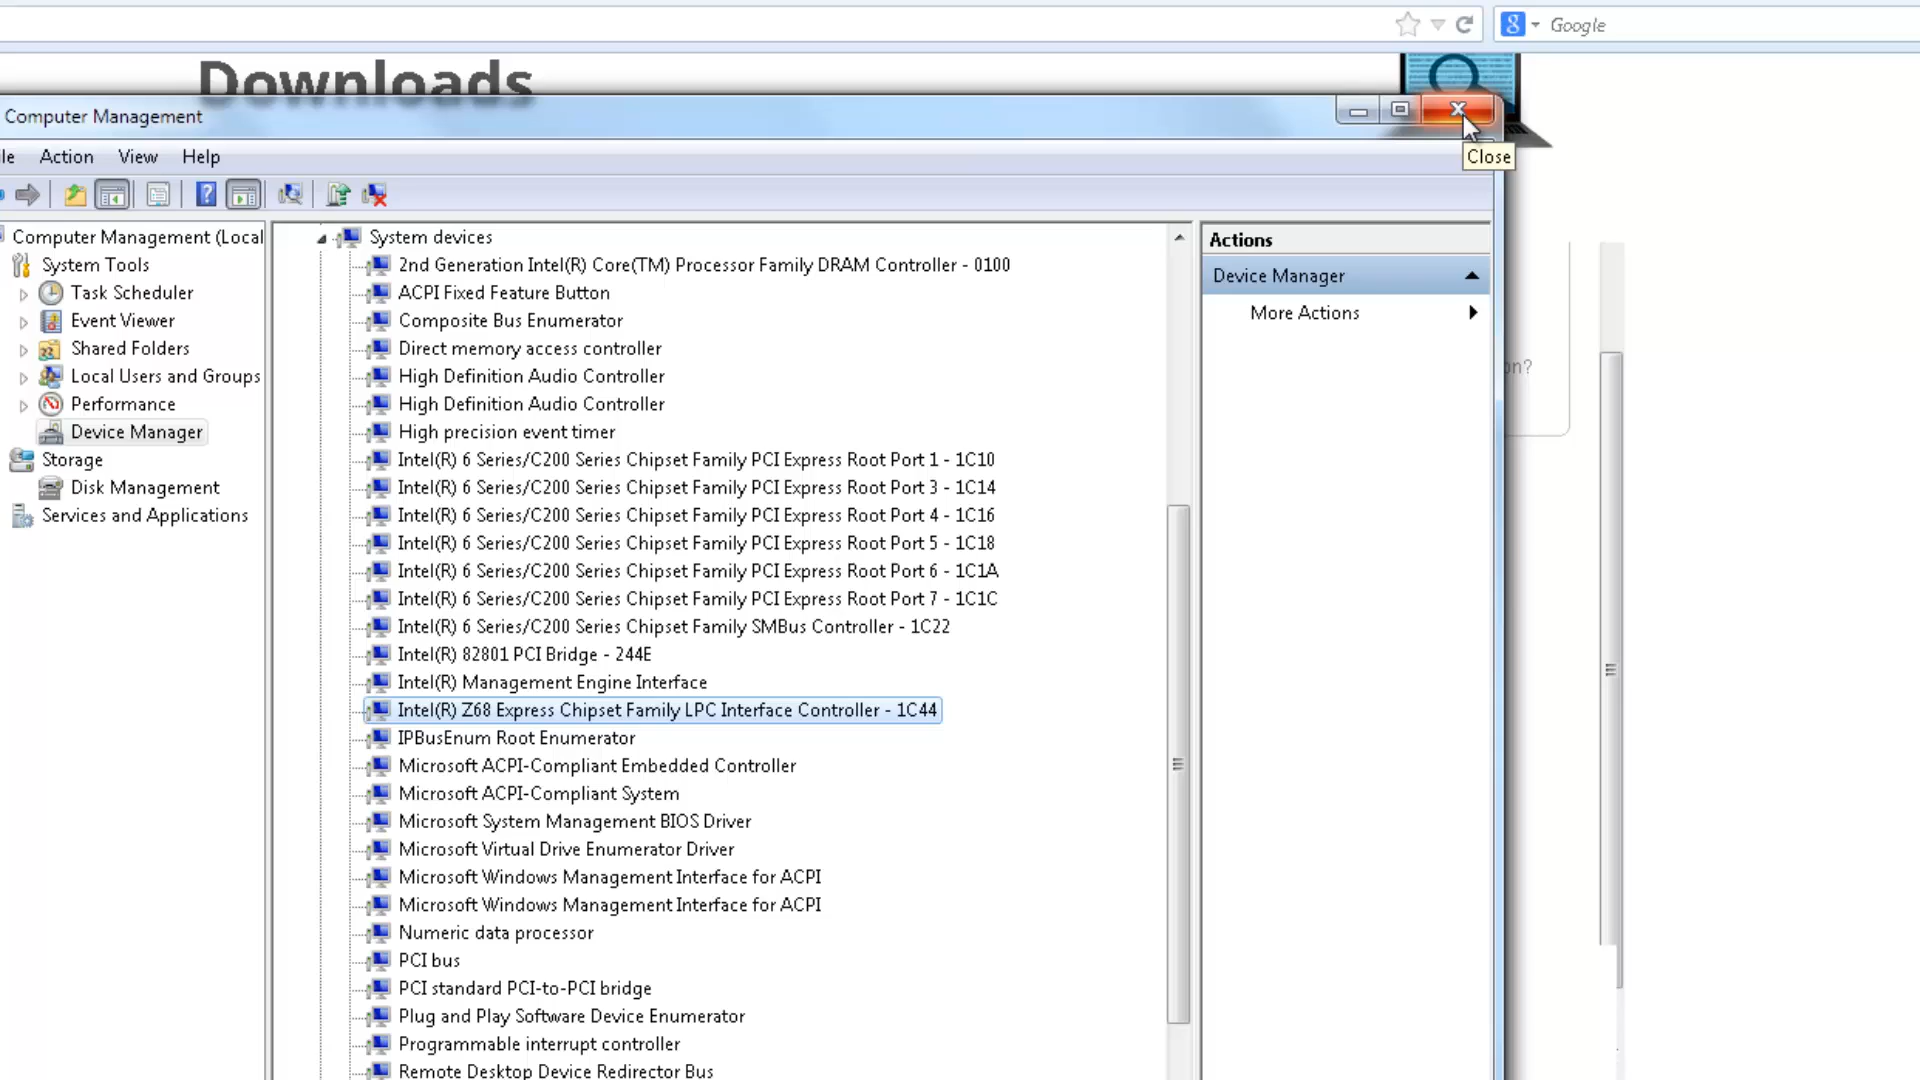 Google
Downloads
Computer Management
le Action View Help
Close
Computer Management (Local
System Tools
Task Scheduler
Event Viewer
Shared Folders
Local Users and Groups
Performance
Device Manager
Storage
Disk Management
Services and Applications
System devices
2nd Generation Intel(R) Core(TM) Processor Family DRAM Controller - 0100
ACPI Fixed Feature Button
Composite Bus Enumerator
Direct memory access controller
High Definition Audio Controller
High Definition Audio Controller
High precision event timer
Intel(R) 6 Series/C200 Series Chipset Family PCI Express Root Port 1 - 1C10
Intel(R) 6 Series/C200 Series Chipset Family PCI Express Root Port 3 - 1C14
Intel(R) 6 Series/C200 Series Chipset Family PCI Express Root Port 4 - 1C16
Intel(R) 6 Series/C200 Series Chipset Family PCI Express Root Port 5 - 1C18
Intel(R) 6 Series/C200 Series Chipset Family PCI Express Root Port 6 - 1C1A
Intel(R) 6 Series/C200 Series Chipset Family PCI Express Root Port 7 - 1C1C
Intel(R) 6 Series/C200 Series Chipset Family SMBus Controller - 1C22
Intel(R) 82801 PCI Bridge - 244E
Intel(R) Management Engine Interface
Intel(R) Z68 Express Chipset Family LPC Interface Controller - 1C44
IPBusEnum Root Enumerator
Microsoft ACPI-Compliant Embedded Controller
Microsoft ACPI-Compliant System
Microsoft System Management BIOS Driver
Microsoft Virtual Drive Enumerator Driver
Microsoft Windows Management Interface for ACPI
Microsoft Windows Management Interface for ACPI
Numeric data processor
PCI bus
PCI standard PCI-to-PCI bridge
Plug and Play Software Device Enumerator
Programmable interrupt controller
Remote Desktop Device Redirector Bus
Actions
Device Manager
More Actions
on?